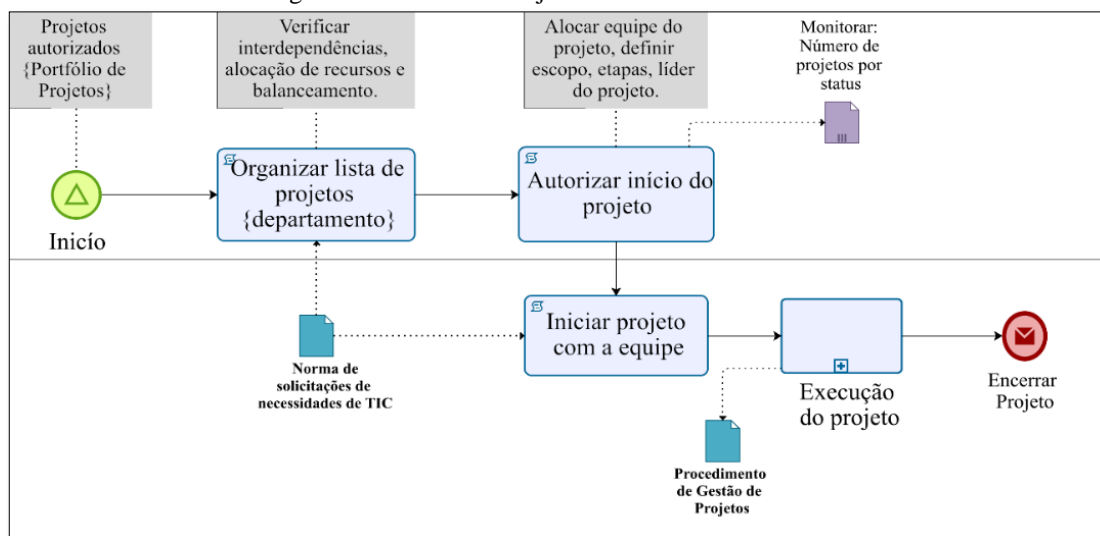 Projetos
autorizados
{Portfólio de
Projetos}
Verificar
interdependências,
alocação de recursos e
balanceamento.
Alocar equipe do
projeto, definir
escopo, etapas, líder
do projeto.
Monitorar:
Número de
projetos por
status
Inicío
Organizar lista de
projetos
{departamento}
Autorizar início do
projeto
Iniciar projeto
com a equipe
Execução
do projeto
Encerrar
Projeto
Norma de
solicitações de
necessidades de TIC
Procedimento
de Gestão de
Projetos